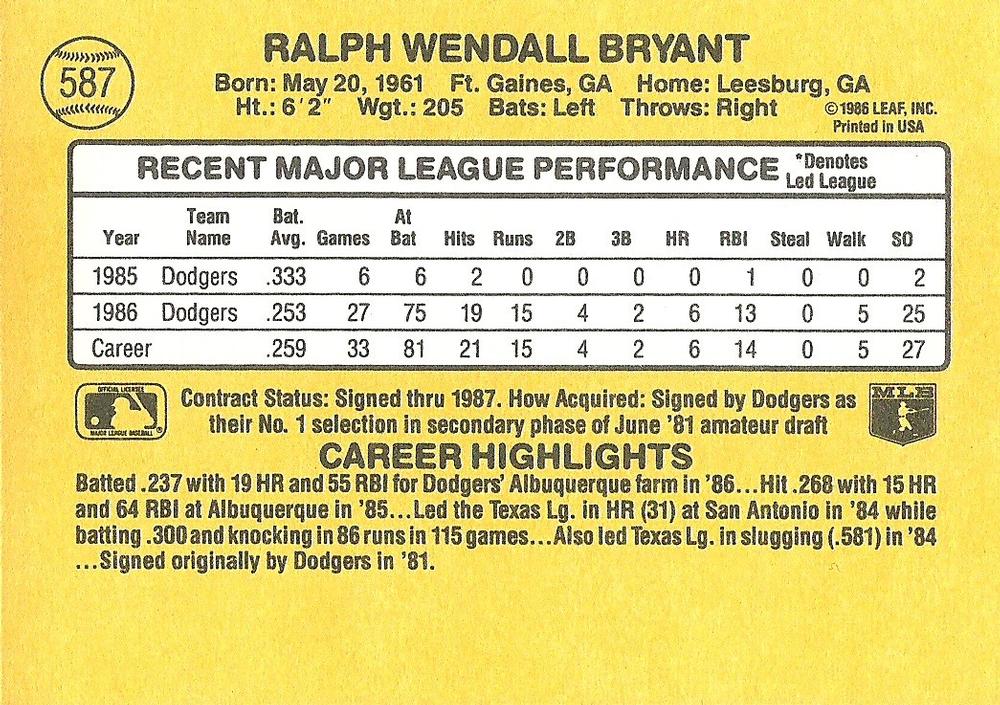 587
RALPH WENDALL BRYANT
Born: May 20, 1961 Ft. Gaines, GA Home: Leesburg, GA
Ht.: 6'2" Wgt.: 205 Bats: Left Throws: Right
©1986 LEAF, INC.
Printed in USA
RECENT MAJOR LEAGUE PERFORMANCE *Denotes
Led League
Year Team Name Bat. Avg. Games At Bat Hits Runs 2B 3B HR RBI Steal Walk SO
1985 Dodgers .333 6 6 2 0 0 0 0 1 0 0 2
1986 Dodgers .253 27 75 19 15 4 2 6 13 0 5 25
Career .259 33 81 21 15 4 2 6 14 0 5 27
OFFICIAL LICENSEE
MAJOR LEAGUE BASEBALL®
Contract Status: Signed thru 1987. How Acquired: Signed by Dodgers as
their No. 1 selection in secondary phase of June '81 amateur draft
MLB
CAREER HIGHLIGHTS
Batted .237 with 19 HR and 55 RBI for Dodgers' Albuquerque farm in '86...Hit .268 with 15 HR
and 64 RBI at Albuquerque in '85...Led the Texas Lg. in HR (31) at San Antonio in '84 while
batting .300 and knocking in 86 runs in 115 games...Also led Texas Lg. in slugging (.581) in '84
...Signed originally by Dodgers in '81.